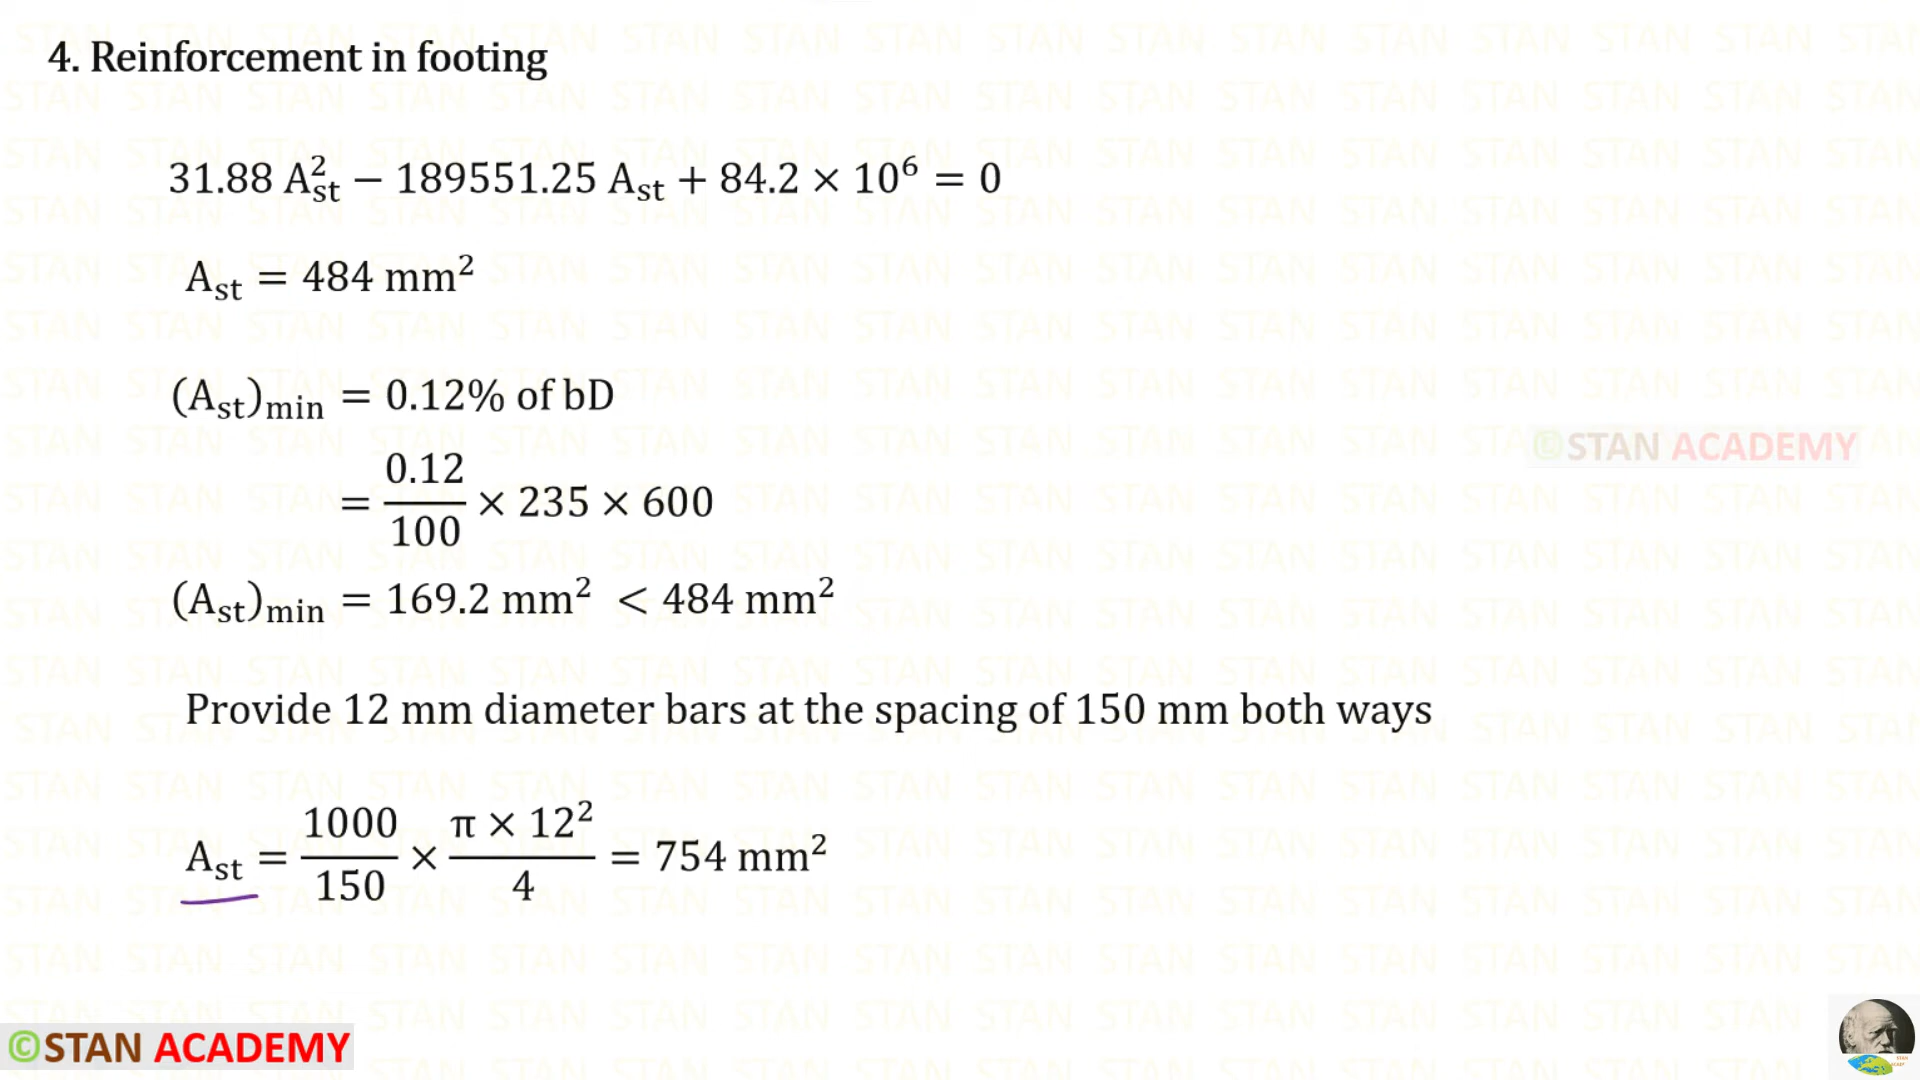 4. Reinforcement in footing
31.88 A²st − 189551.25 Ast + 84.2 × 10⁶ = 0
Ast = 484 mm²
(Ast)min = 0.12% of bD
= 0.12/100 × 235 × 600
(Ast)min = 169.2 mm² < 484 mm²
©STAN ACADEMY
Provide 12 mm diameter bars at the spacing of 150 mm both ways
Ast = 1000/150 × π × 12²/4 = 754 mm²
©STAN ACADEMY